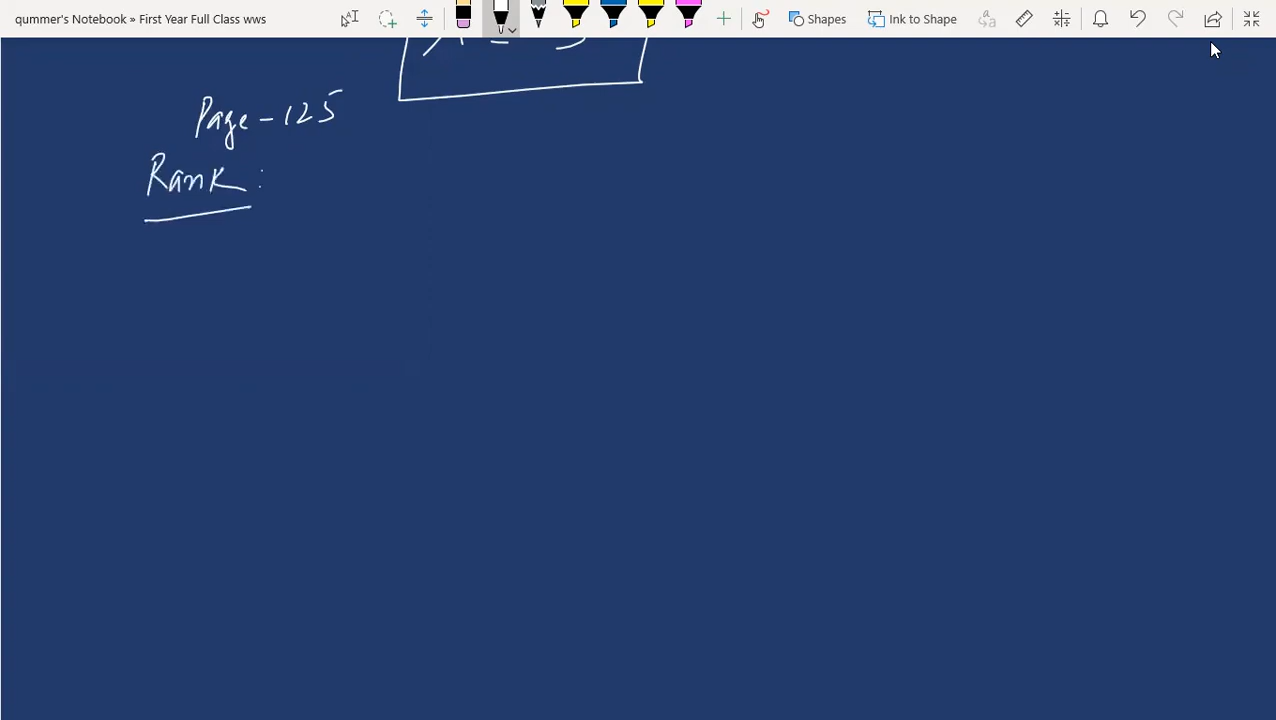 qummer's Notebook » First Year Full Class wws
Shapes
Ink to Shape
Page - 125
Rank :